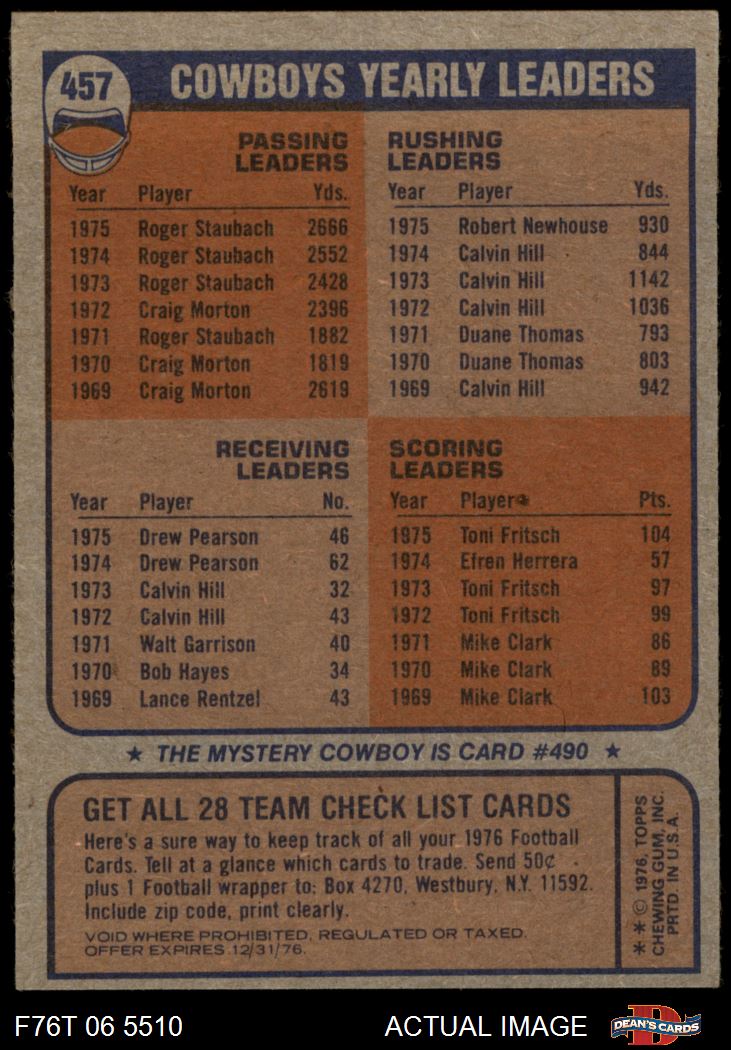 457
COWBOYS YEARLY LEADERS
PASSING
LEADERS
Year Player Yds.
1975 Roger Staubach 2666
1974 Roger Staubach 2552
1973 Roger Staubach 2428
1972 Craig Morton 2396
1971 Roger Staubach 1882
1970 Craig Morton 1819
1969 Craig Morton 2619
RUSHING
LEADERS
Year Player Yds.
1975 Robert Newhouse 930
1974 Calvin Hill 844
1973 Calvin Hill 1142
1972 Calvin Hill 1036
1971 Duane Thomas 793
1970 Duane Thomas 803
1969 Calvin Hill 942
RECEIVING
LEADERS
Year Player No.
1975 Drew Pearson 46
1974 Drew Pearson 62
1973 Calvin Hill 32
1972 Calvin Hill 43
1971 Walt Garrison 40
1970 Bob Hayes 34
1969 Lance Rentzel 43
SCORING
LEADERS
Year Player Pts.
1975 Toni Fritsch 104
1974 Efren Herrera 57
1973 Toni Fritsch 97
1972 Toni Fritsch 99
1971 Mike Clark 86
1970 Mike Clark 89
1969 Mike Clark 103
★ THE MYSTERY COWBOY IS CARD #490 ★
GET ALL 28 TEAM CHECK LIST CARDS
Here's a sure way to keep track of all your 1976 Football
Cards. Tell at a glance which cards to trade. Send 50¢
plus 1 Football wrapper to: Box 4270, Westbury, N.Y. 11592.
Include zip code, print clearly.
VOID WHERE PROHIBITED, REGULATED OR TAXED.
OFFER EXPIRES 12/31/76.
** © 1976, TOPPS
CHEWING GUM, INC.
PRTD. IN U.S.A.
F76T 06 5510
ACTUAL IMAGE
D
DEAN'S CARDS